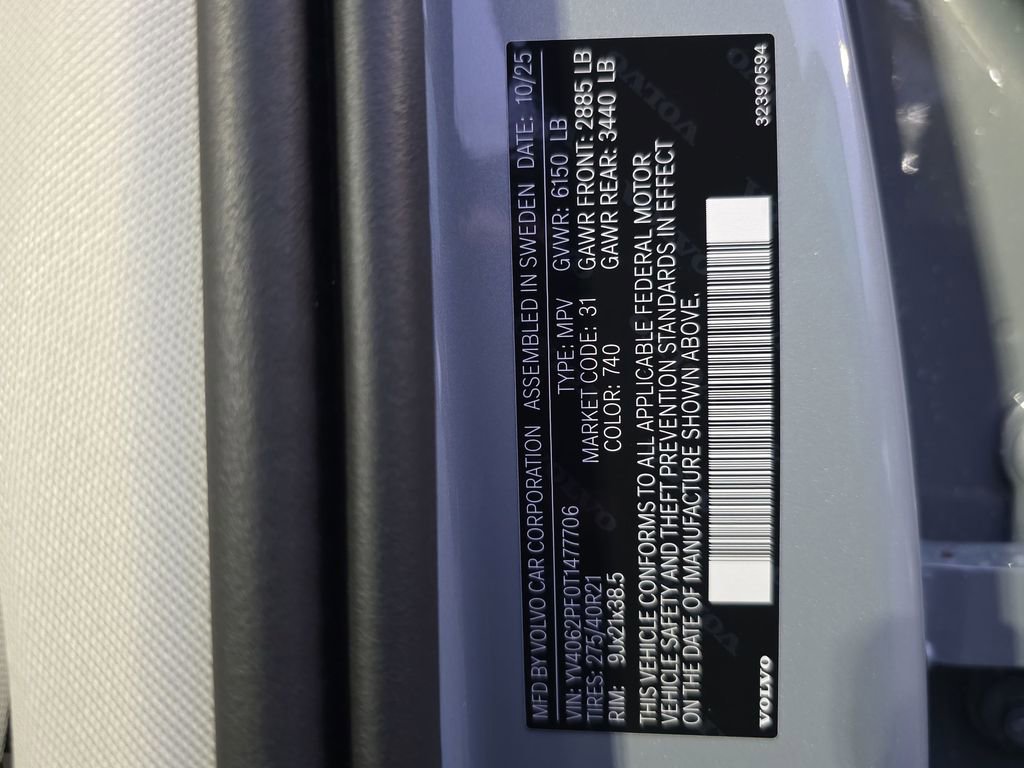 MFD BY VOLVO CAR CORPORATION ASSEMBLED IN SWEDEN DATE: 10/25
VIN: YV4062PF0T1477706 TYPE: MPV GVWR: 6150 LB
TIRES: 275/40R21 MARKET CODE: 31 GAWR FRONT: 2885 LB
RIM: 9Jx21x38.5 COLOR: 740 GAWR REAR: 3440 LB
THIS VEHICLE CONFORMS TO ALL APPLICABLE FEDERAL MOTOR
VEHICLE SAFETY AND THEFT PREVENTION STANDARDS IN EFFECT
ON THE DATE OF MANUFACTURE SHOWN ABOVE.
VOLVO 32390594